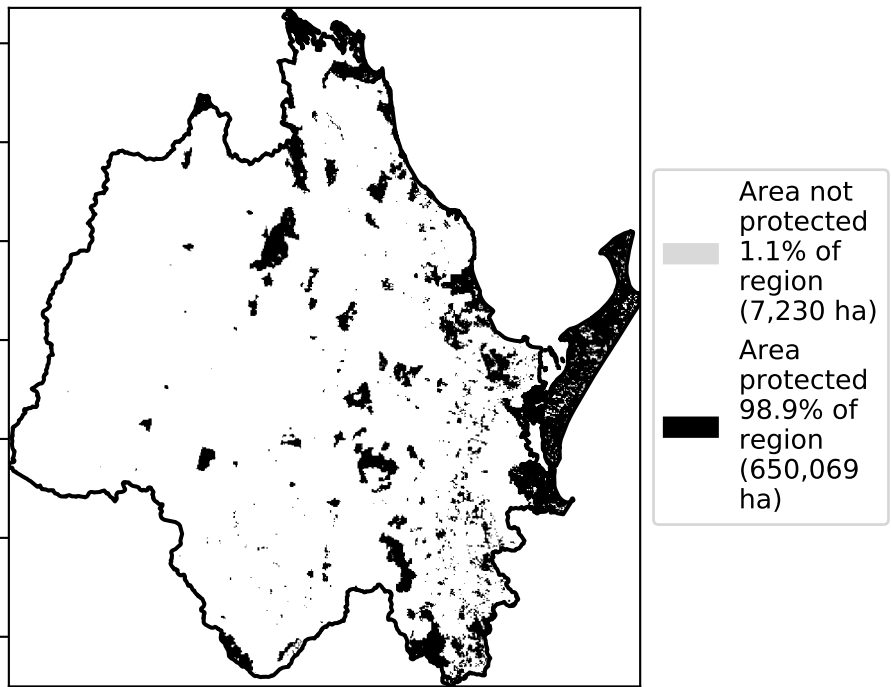 Area not
protected
1.1% of
region
(7,230 ha)
Area
protected
98.9% of
region
(650,069
ha)